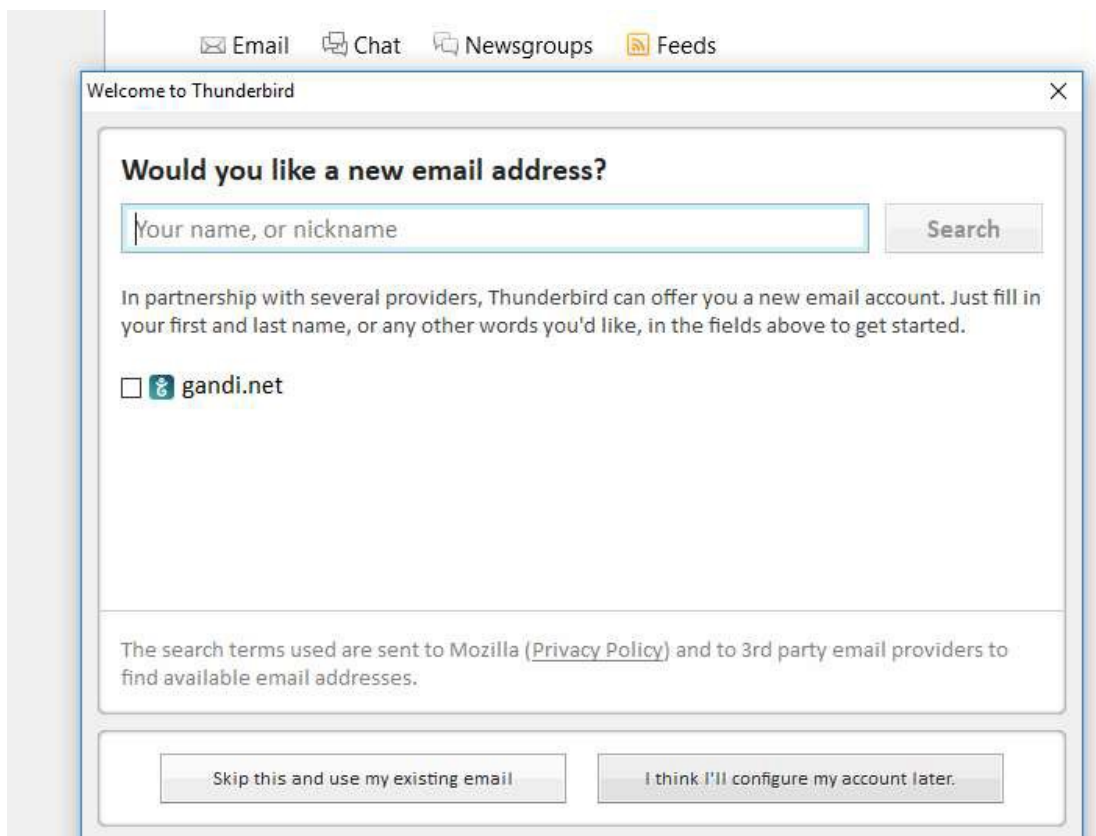 Email Chat Newsgroups Feeds
Welcome to Thunderbird
Would you like a new email address?
Your name, or nickname Search
In partnership with several providers, Thunderbird can offer you a new email account. Just fill in
your first and last name, or any other words you'd like, in the fields above to get started.
gandi.net
The search terms used are sent to Mozilla (Privacy Policy) and to 3rd party email providers to
find available email addresses.
Skip this and use my existing email I think I'll configure my account later.